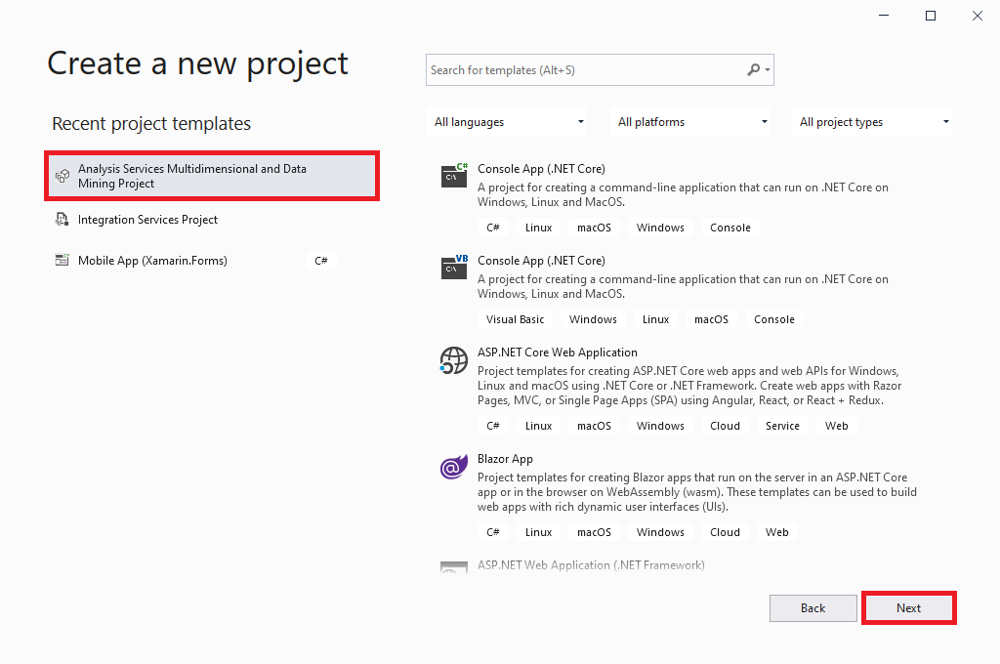 Create a new project
Search for templates (Alt+S)
Recent project templates
All languages
All platforms
All project types
Analysis Services Multidimensional and Data
Mining Project
Integration Services Project
Mobile App (Xamarin.Forms)
C#
C#
C:\
Console App (.NET Core)
A project for creating a command-line application that can run on .NET Core on
Windows, Linux and MacOS.
C#
Linux
macOS
Windows
Console
VB
C:\
Console App (.NET Core)
A project for creating a command-line application that can run on .NET Core on
Windows, Linux and MacOS.
Visual Basic
Windows
Linux
macOS
Console
ASP.NET Core Web Application
Project templates for creating ASP.NET Core web apps and web APIs for Windows,
Linux and macOS using .NET Core or .NET Framework. Create web apps with Razor
Pages, MVC, or Single Page Apps (SPA) using Angular, React, or React + Redux.
C#
Linux
macOS
Windows
Cloud
Service
Web
Blazor App
Project templates for creating Blazor apps that run on the server in an ASP.NET Core
app or in the browser on WebAssembly (wasm). These templates can be used to build
web apps with rich dynamic user interfaces (UIs).
C#
Linux
macOS
Windows
Cloud
Web
ASP.NET Web Application (.NET Framework)
Back
Next